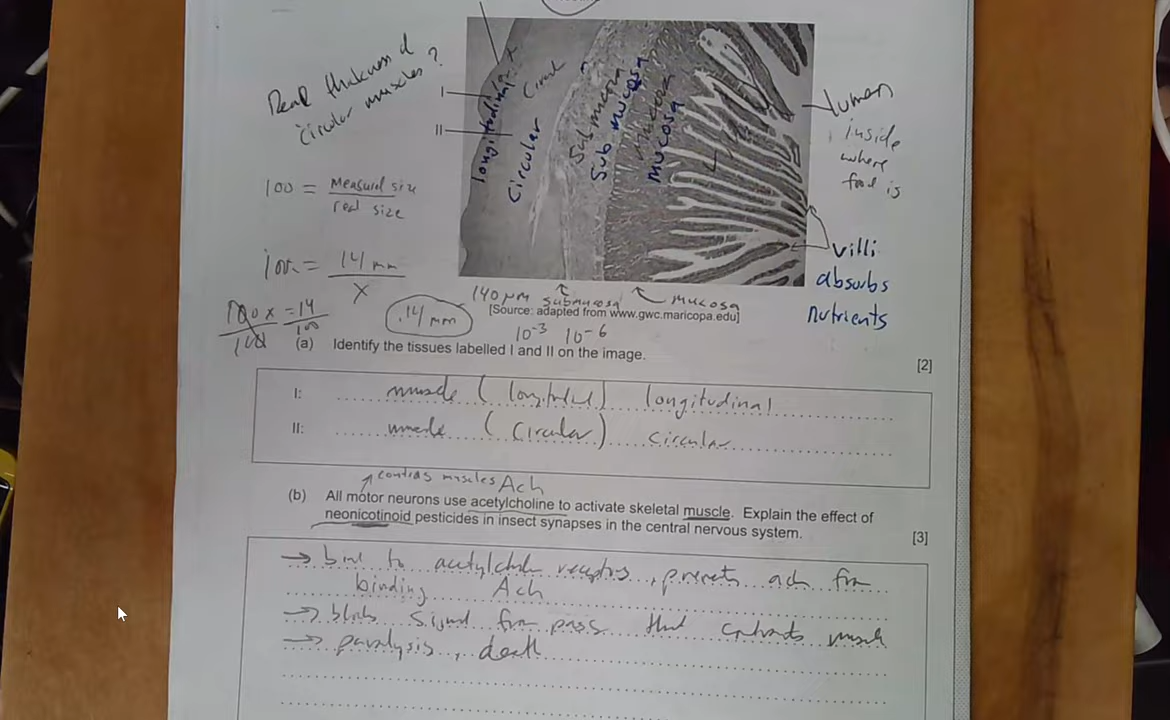 Real thickness of
circular muscles?
100 = Measured size
real size
100 = 14 mm
X
100x = 14
100 100
.14 mm
140 µm
I
II
longitudinal
Circul
Circular
Submucosa
Sub mucosa
Mucosa
mucosa
lumen
inside
where
food is
villi
absorbs
nutrients
submucosa
mucosa
[Source: adapted from www.gwc.maricopa.edu]
10-3 10-6
(a) Identify the tissues labelled I and II on the image.
[2]
I: muscle (longitudinal) longitudinal
II: muscle (circular) circular
controls muscles Ach
(b) All motor neurons use acetylcholine to activate skeletal muscle. Explain the effect of
neonicotinoid pesticides in insect synapses in the central nervous system.
[3]
→ bind to acetylcholine receptors, prevents ach from
binding Ach
→ blocks signal from pass that contracts muscle
→ paralysis, death